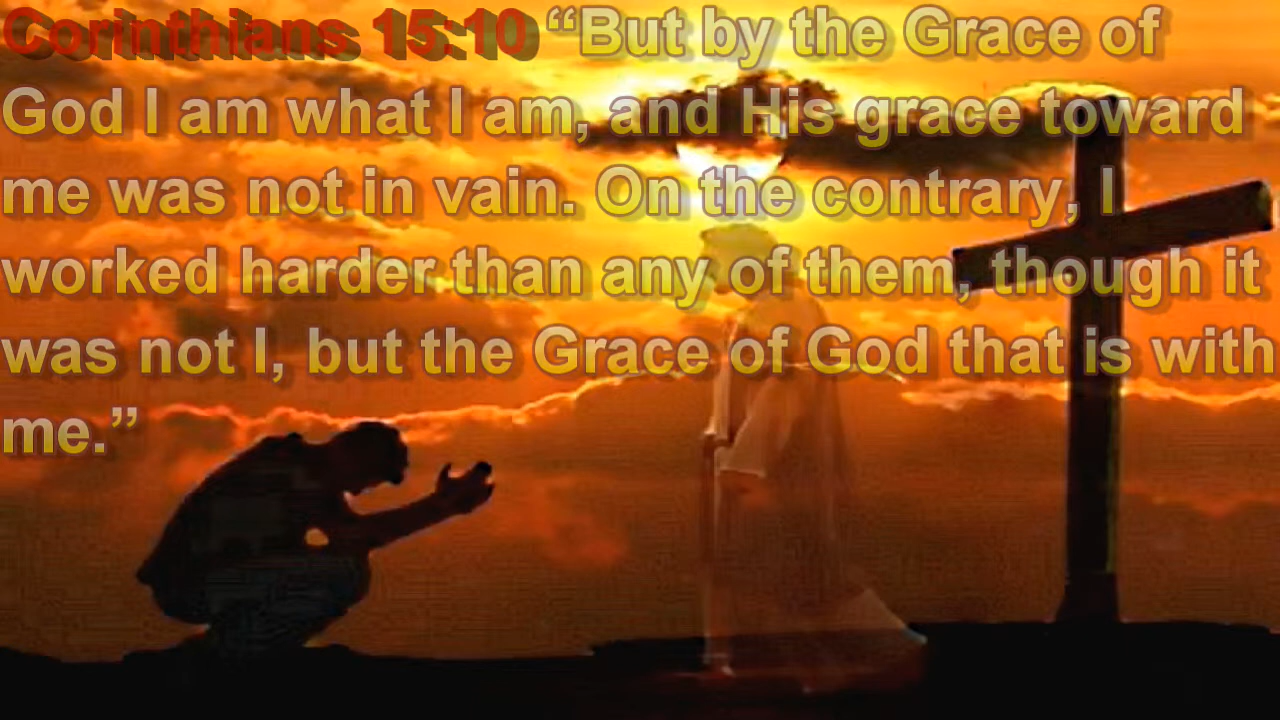 Corinthians 15:10 “But by the Grace of
God I am what I am, and His grace toward
me was not in vain. On the contrary, I
worked harder than any of them, though it
was not I, but the Grace of God that is with
me.”